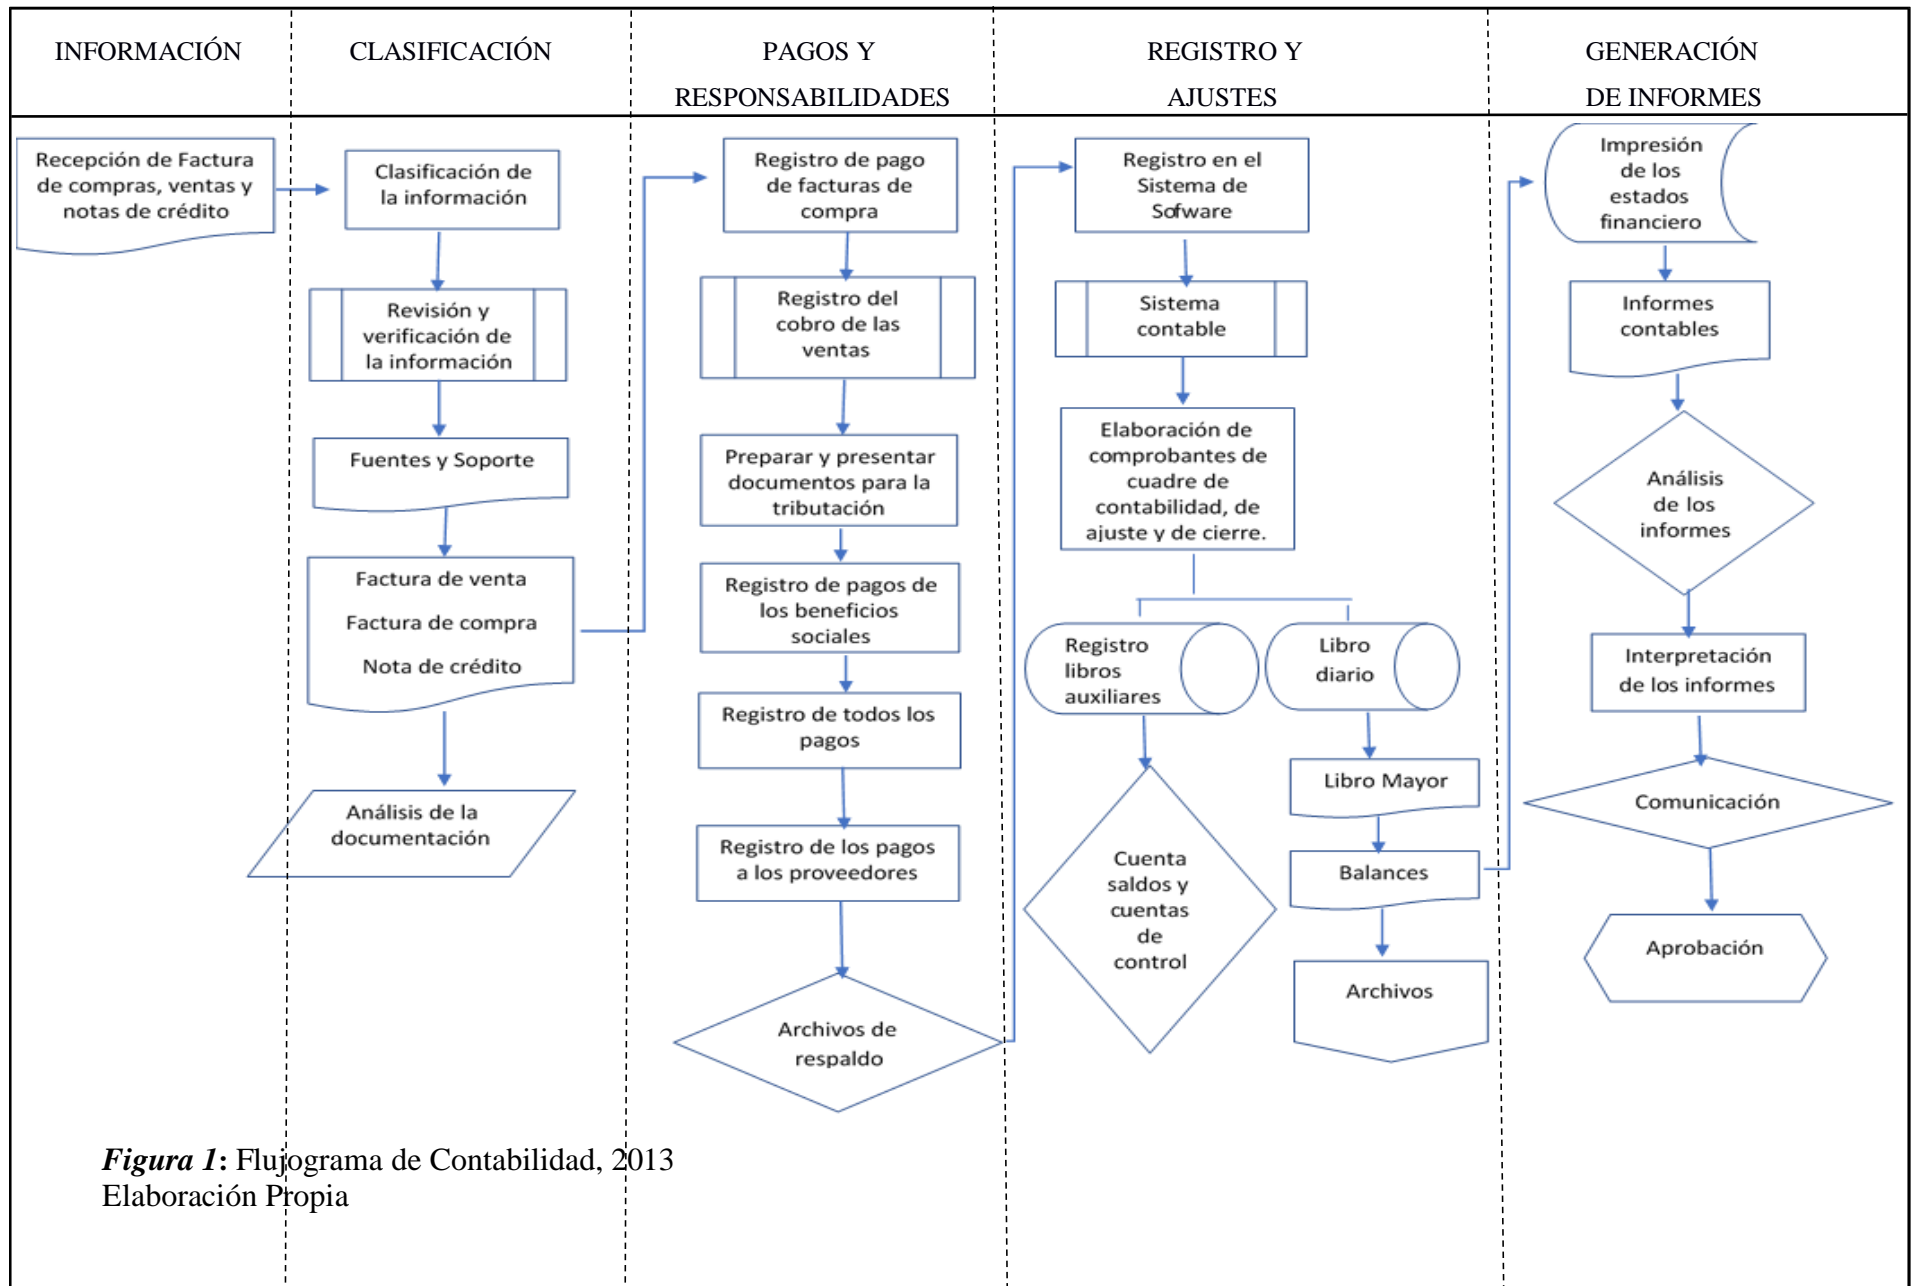 INFORMACIÓN
CLASIFICACIÓN
PAGOS Y
RESPONSABILIDADES
REGISTRO Y
AJUSTES
GENERACIÓN
DE INFORMES
Recepción de Factura
de compras, ventas y
notas de crédito
Clasificación de
la información
Revisión y
verificación de
la información
Fuentes y Soporte
Factura de venta
Factura de compra
Nota de crédito
Análisis de la
documentación
Registro de pago
de facturas de
compra
Registro del
cobro de las
ventas
Preparar y presentar
documentos para la
tributación
Registro de pagos de
los beneficios
sociales
Registro de todos los
pagos
Registro de los pagos
a los proveedores
Archivos de
respaldo
Registro en el
Sistema de
Sofware
Sistema
contable
Elaboración de
comprobantes de
cuadre de
contabilidad, de
ajuste y de cierre.
Registro
libros
auxiliares
Cuenta
saldos y
cuentas
de
control
Libro
diario
Libro Mayor
Balances
Archivos
Impresión
de los
estados
financiero
Informes
contables
Análisis
de los
informes
Interpretación
de los informes
Comunicación
Aprobación
Figura 1: Flujograma de Contabilidad, 2013
Elaboración Propia